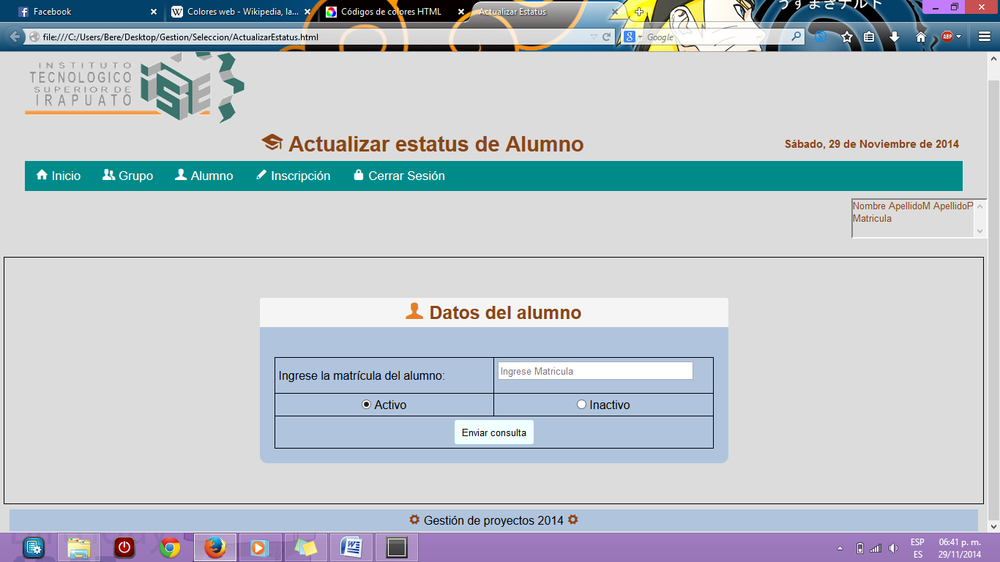 Facebook
Colores web - Wikipedia, la...
Códigos de colores HTML
Actualizar Estatus
うずまきナルト
file:///C:/Users/Bere/Desktop/Gestion/Seleccion/ActualizarEstatus.html
Google
ABP
INSTITUTO
TECNOLOGICO
SUPERIOR DE
IRAPUATO
Actualizar estatus de Alumno
Sábado, 29 de Noviembre de 2014
Inicio Grupo Alumno Inscripción Cerrar Sesión
Nombre ApellidoM ApellidoP
Matricula
Datos del alumno
Ingrese la matrícula del alumno:
Ingrese Matricula
Activo
Inactivo
Enviar consulta
Gestión de proyectos 2014
ESP
ES
06:41 p. m.
29/11/2014